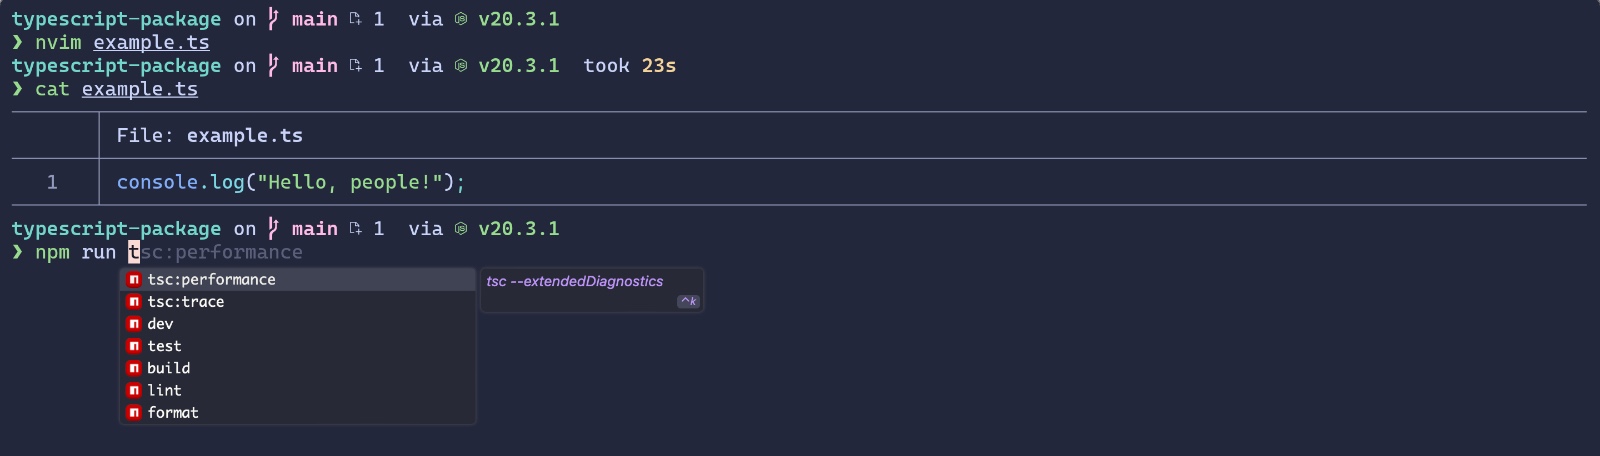 typescript-package on main 1 via v20.3.1
❯ nvim example.ts
typescript-package on main 1 via v20.3.1 took 23s
❯ cat example.ts
File: example.ts
1 console.log("Hello, people!");
typescript-package on main 1 via v20.3.1
❯ npm run tsc:performance
tsc:performance
tsc --extendedDiagnostics
^k
tsc:trace
dev
test
build
lint
format